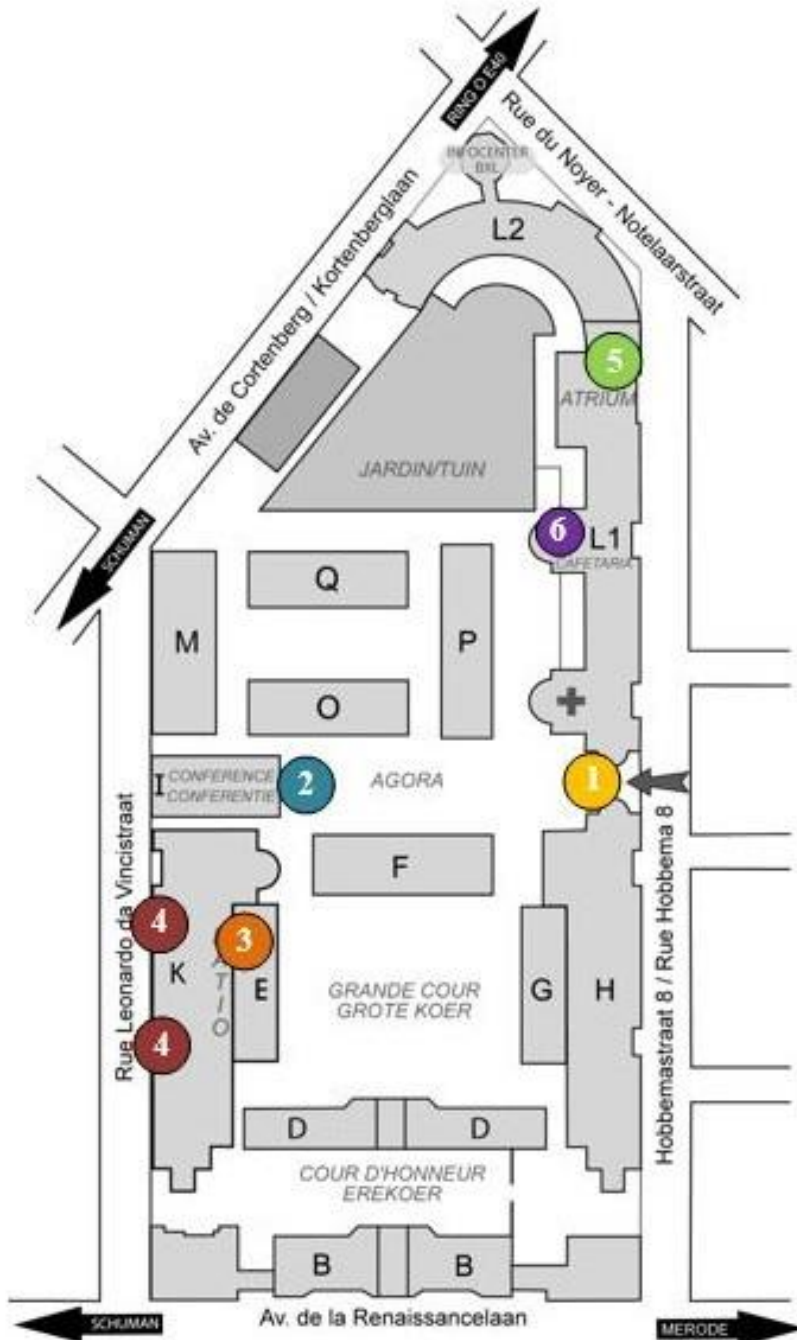 RING O E40
Rue du Noyer - Notelaarstraat
INFOCENTER
BXL
L2
Av. de Cortenberg / Kortenberglaan
5
ATRIUM
JARDIN/TUIN
6
L1
CAFETARIA
SCHUMAN
Q
M
P
O
I
CONFERENCE
CONFERENTIE
2
AGORA
1
Rue Leonardo da Vincistraat
F
4
3
K
ATIO
E
GRANDE COUR
GROTE KOER
G
H
Hobbemastraat 8 / Rue Hobbema 8
4
D
D
COUR D'HONNEUR
EREKOER
B
B
SCHUMAN
Av. de la Renaissancelaan
MERODE